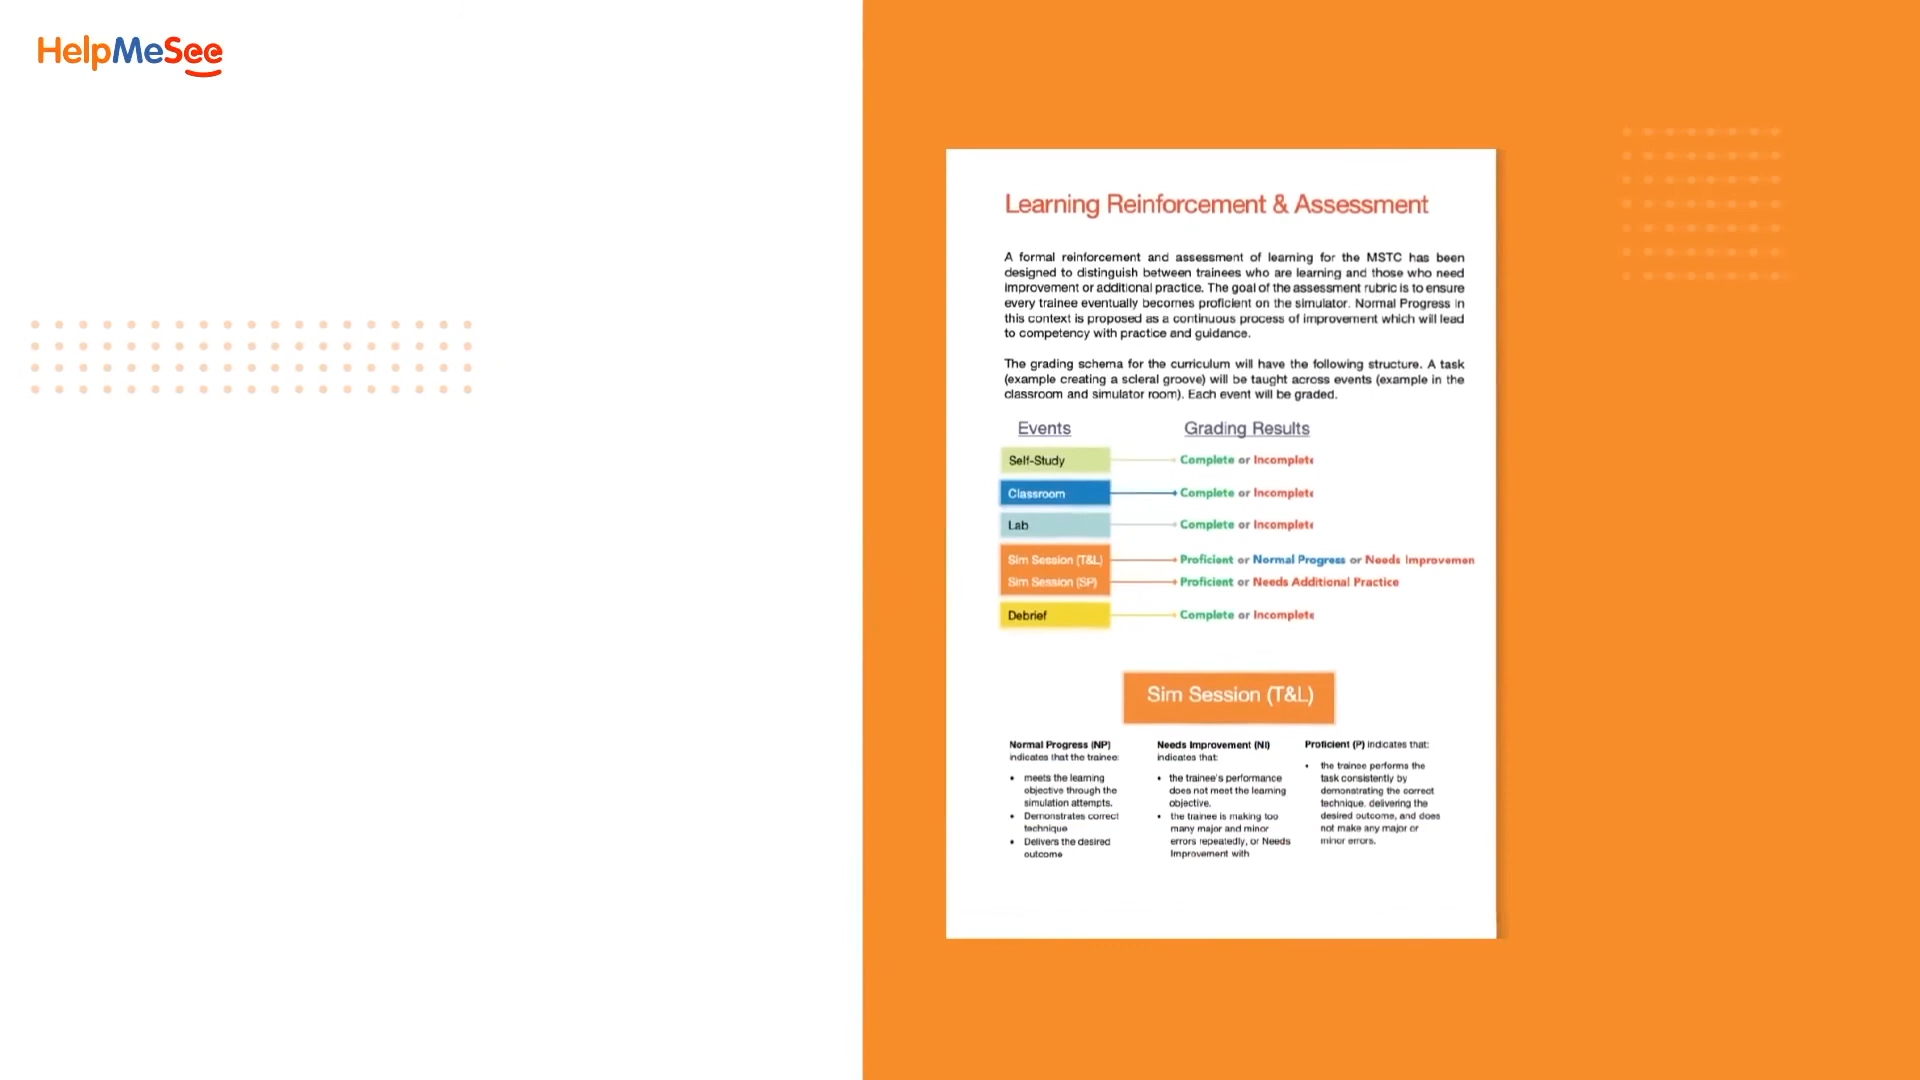 HelpMeSee
Learning Reinforcement & Assessment
A formal reinforcement and assessment of learning for the MSTC has been
designed to distinguish between trainees who are learning and those who need
improvement or additional practice. The goal of the assessment rubric is to ensure
every trainee eventually becomes proficient on the simulator. Normal Progress in
this context is proposed as a continuous process of improvement which will lead
to competency with practice and guidance.
The grading schema for the curriculum will have the following structure. A task
(example creating a scleral groove) will be taught across events (example in the
classroom and simulator room). Each event will be graded.
Events Grading Results
Self-Study Complete or Incomplete
Classroom Complete or Incomplete
Lab Complete or Incomplete
Sim Session (T&L) Proficient or Normal Progress or Needs Improvemen
Sim Session (SP) Proficient or Needs Additional Practice
Debrief Complete or Incomplete
Sim Session (T&L)
Normal Progress (NP)
indicates that the trainee:
• meets the learning
objective through the
simulation attempts.
• Demonstrates correct
technique
• Delivers the desired
outcome
Needs Improvement (NI)
indicates that:
• the trainee's performance
does not meet the learning
objective.
• the trainee is making too
many major and minor
errors repeatedly, or Needs
Improvement with
Proficient (P) indicates that:
• the trainee performs the
task consistently by
demonstrating the correct
technique, delivering the
desired outcome, and does
not make any major or
minor errors.